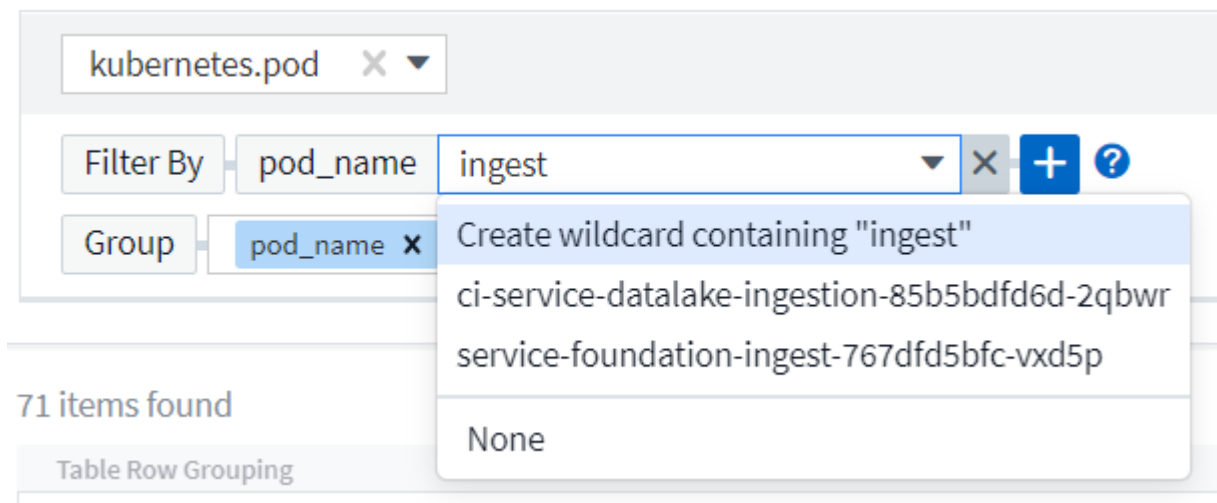 kubernetes.pod
Filter By pod_name ingest
Group pod_name
Create wildcard containing "ingest"
ci-service-datalake-ingestion-85b5bdfd6d-2qbwr
service-foundation-ingest-767dfd5bfc-vxd5p
None
71 items found
Table Row Grouping